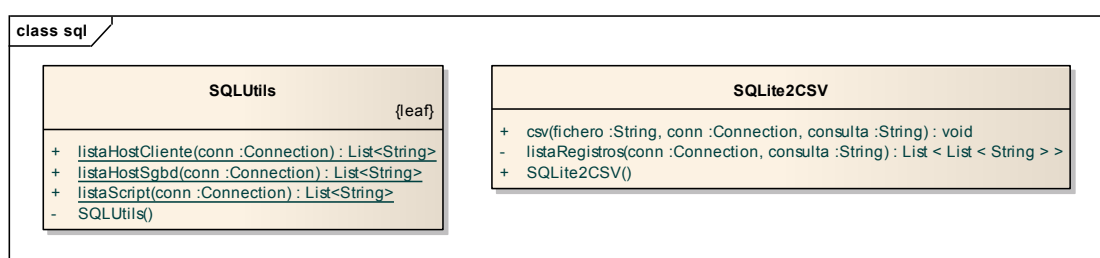 class sql
SQLUtils
{leaf}
+ listaHostCliente(conn :Connection) : List<String>
+ listaHostSgbd(conn :Connection) : List<String>
+ listaScript(conn :Connection) : List<String>
- SQLUtils()
SQLite2CSV
+ csv(fichero :String, conn :Connection, consulta :String) : void
- listaRegistros(conn :Connection, consulta :String) : List < List < String > >
+ SQLite2CSV()